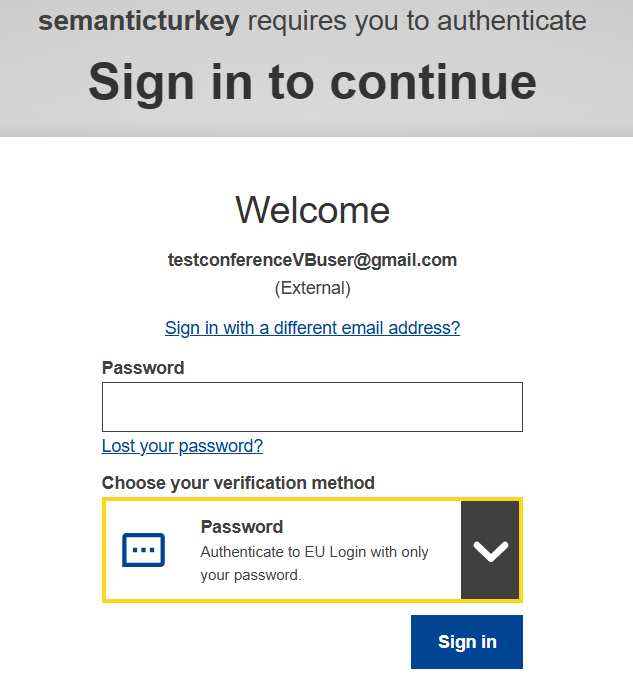 semanticturkey requires you to authenticate
Sign in to continue
Welcome
testconferenceVBuser@gmail.com
(External)
Sign in with a different email address?
Password
Lost your password?
Choose your verification method
Password
Authenticate to EU Login with only
your password.
Sign in